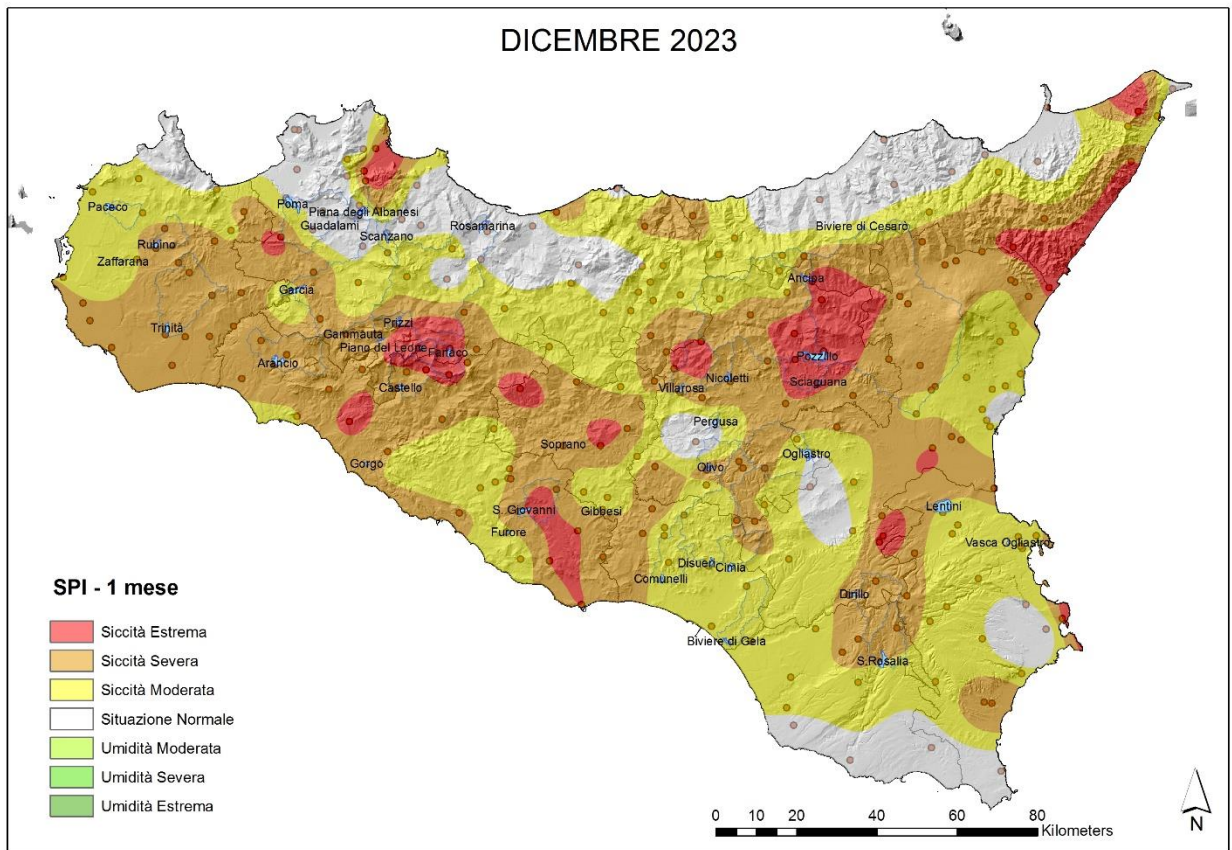 DICEMBRE 2023
Paceco
Poma
Piana degli Albanesi
Guadalami
Rosamarina
Scanzano
Biviere di Cesaro
Rubino
Zaffarana
Ancipa
Garcia
Trinità
Prizzi
Gammauta
Piano del Leone
Fanaco
Arancio
Castello
Pozzillo
Nicoletti
Sciaguana
Villarosa
Pergusa
Soprano
Ogliastro
Gorgo
Olivo
S. Giovanni
Gibbesi
Lentini
Furore
Vasca Ogliastro
Disueri
Cimia
Comunelli
Dirillo
Biviere di Gela
S.Rosalia
SPI - 1 mese
Siccità Estrema
Siccità Severa
Siccità Moderata
Situazione Normale
Umidità Moderata
Umidità Severa
Umidità Estrema
0 10 20 40 60 80
Kilometers
N